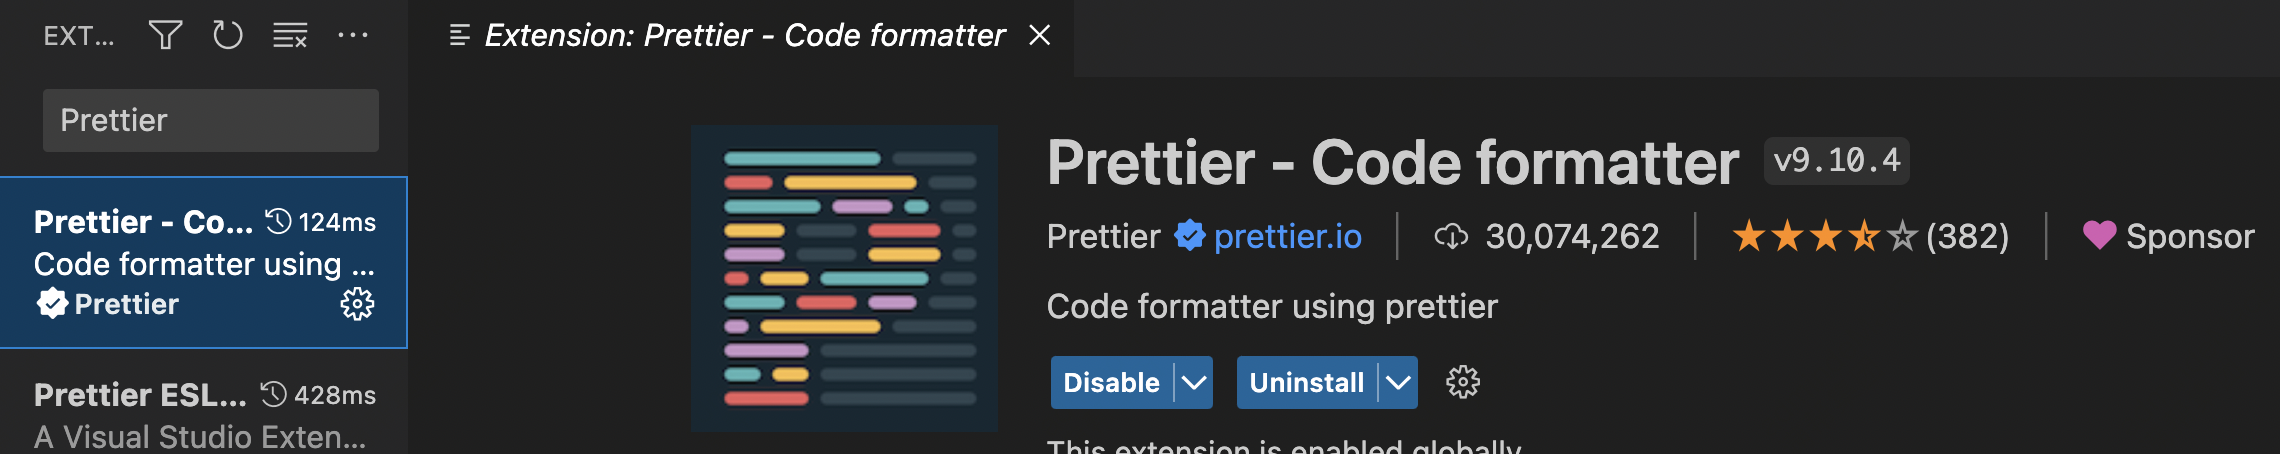 EXT...
Prettier
Prettier - Co... 124ms
Code formatter using ...
Prettier
Prettier ESL... 428ms
A Visual Studio Exten...
Extension: Prettier - Code formatter
Prettier - Code formatter v9.10.4
Prettier prettier.io | 30,074,262 | (382) | Sponsor
Code formatter using prettier
Disable Uninstall
This extension is enabled globally